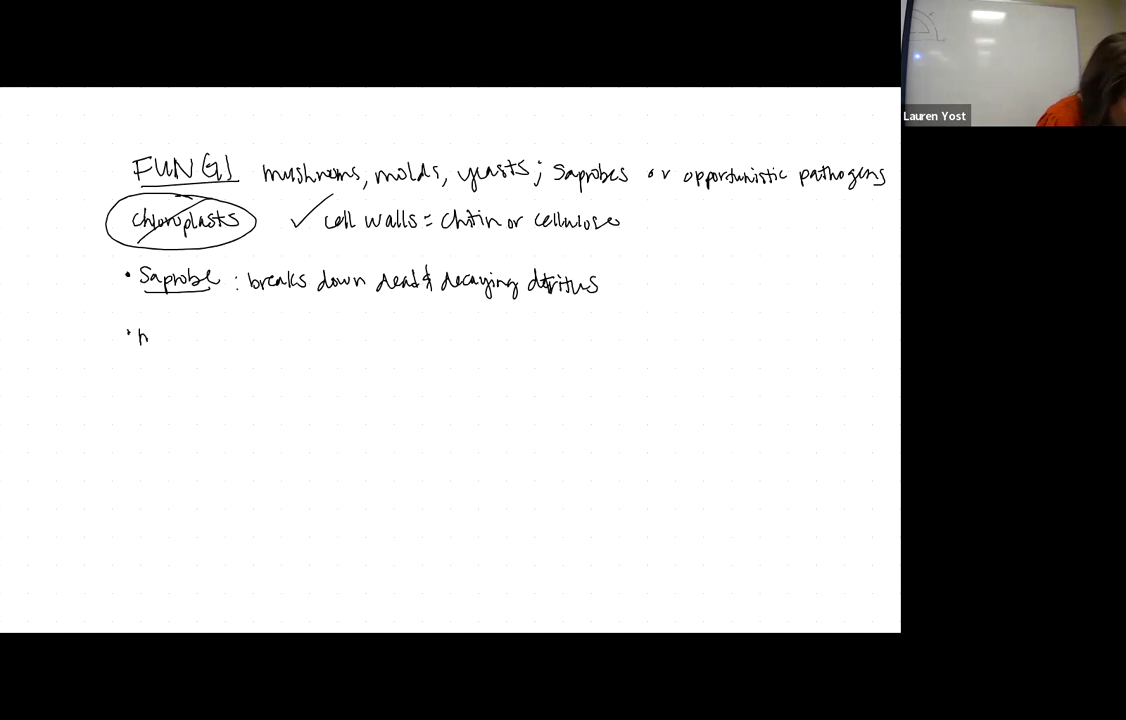 FUNGI mushrooms, molds, yeasts; saprobes or opportunistic pathogens
chloroplasts ✓ cell walls = chitin or cellulose
• Saprobe : breaks down dead & decaying detritus
• h
Lauren Yost